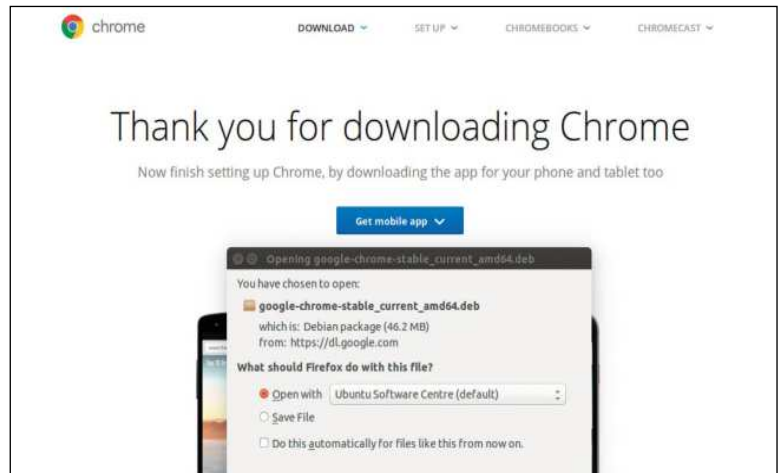 chrome DOWNLOAD SET UP CHROMEBOOKS CHROMECAST
Thank you for downloading Chrome
Now finish setting up Chrome, by downloading the app for your phone and tablet too
Get mobile app
Opening google-chrome-stable_current_amd64.deb
You have chosen to open:
google-chrome-stable_current_amd64.deb
which is: Debian package (46.2 MB)
from: https://dl.google.com
What should Firefox do with this file?
Open with Ubuntu Software Centre (default)
Save File
Do this automatically for files like this from now on.